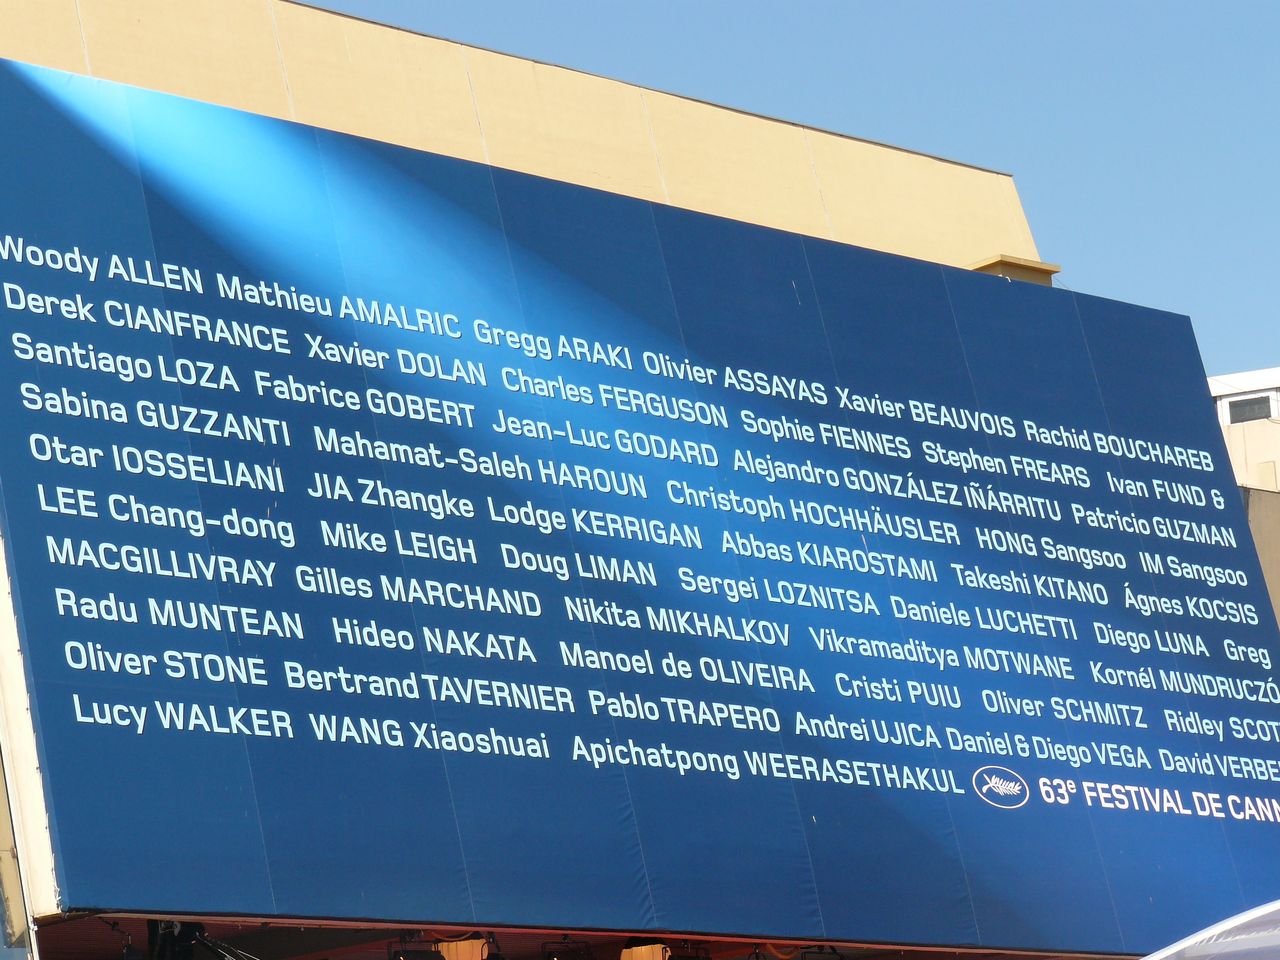 Woody ALLEN Mathieu AMALRIC Gregg ARAKI Olivier ASSAYAS Xavier BEAUVOIS Rachid BOUCHAREB
Derek CIANFRANCE Xavier DOLAN Charles FERGUSON Sophie FIENNES Stephen FREARS Ivan FUND &
Santiago LOZA Fabrice GOBERT Jean-Luc GODARD Alejandro GONZÁLEZ IÑÁRRITU Patricio GUZMAN
Sabina GUZZANTI Mahamat-Saleh HAROUN Christoph HOCHHÄUSLER HONG Sangsoo IM Sangsoo
Otar IOSSELIANI JIA Zhangke Lodge KERRIGAN Abbas KIAROSTAMI Takeshi KITANO Ágnes KOCSIS
LEE Chang-dong Mike LEIGH Doug LIMAN Sergei LOZNITSA Daniele LUCHETTI Diego LUNA Greg
MACGILLIVRAY Gilles MARCHAND Nikita MIKHALKOV Vikramaditya MOTWANE Kornél MUNDRUCZÓ
Radu MUNTEAN Hideo NAKATA Manoel de OLIVEIRA Cristi PUIU Oliver SCHMITZ Ridley SCOT
Oliver STONE Bertrand TAVERNIER Pablo TRAPERO Andrei UJICA Daniel & Diego VEGA David VERBE
Lucy WALKER WANG Xiaoshuai Apichatpong WEERASETHAKUL 63e FESTIVAL DE CANN